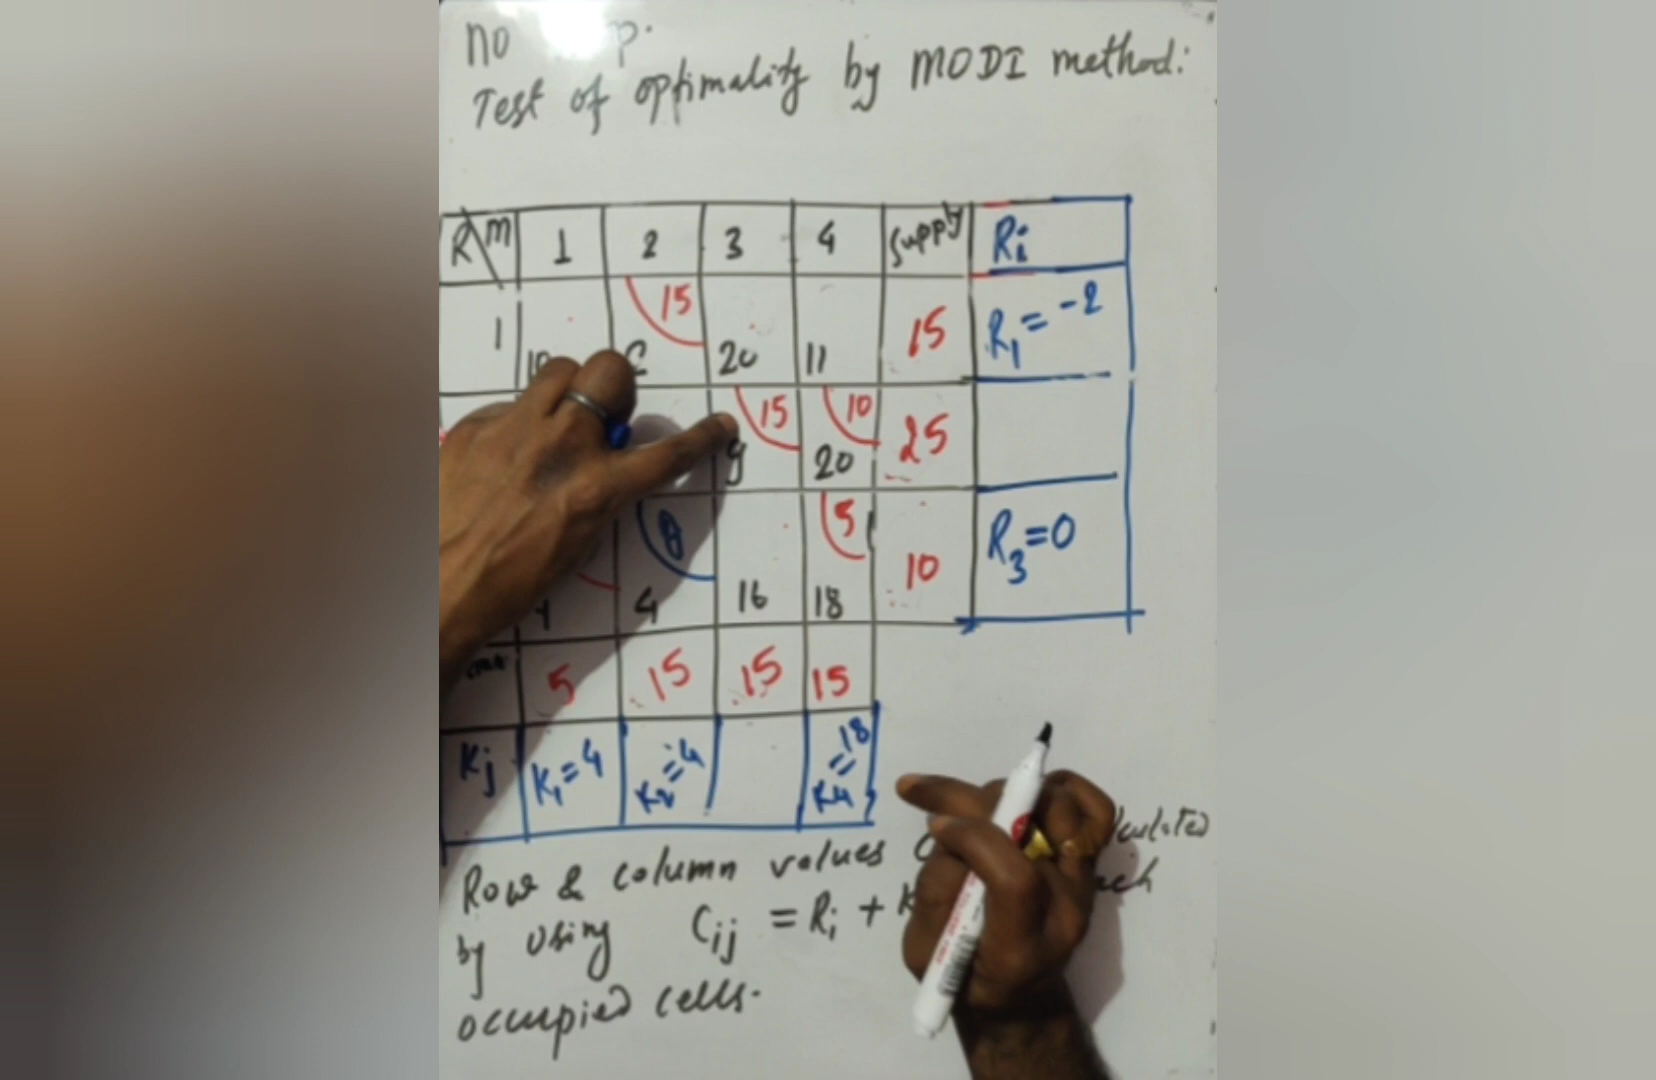 no
Test of optimality by MODI method:
R m 1 2 3 4 supply Ri
1 15 15 R1 = -2
2 20 11
15 10 25
9 20
θ 5 10 R3 = 0
4 4 16 18
5 15 15 15
Kj K1 = 4 K2 = 4 K4 = 18
Row & column values
by using Cij = Ri + K
occupied cells.